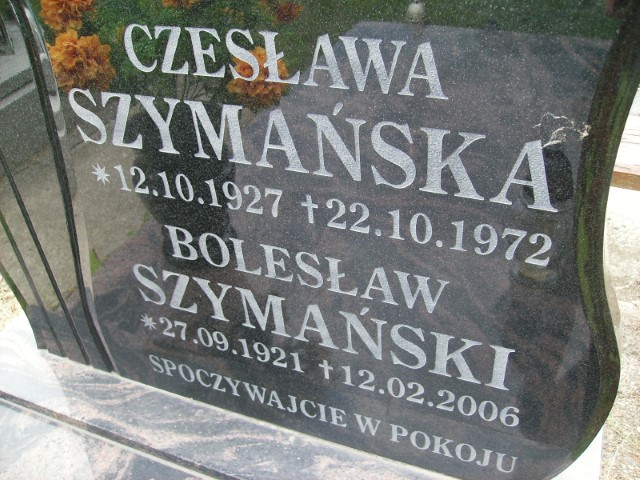 CZESŁAWA
SZYMAŃSKA
*12.10.1927 †22.10.1972
BOLESŁAW
SZYMAŃSKI
*27.09.1921 †12.02.2006
SPOCZYWAJCIE W POKOJU